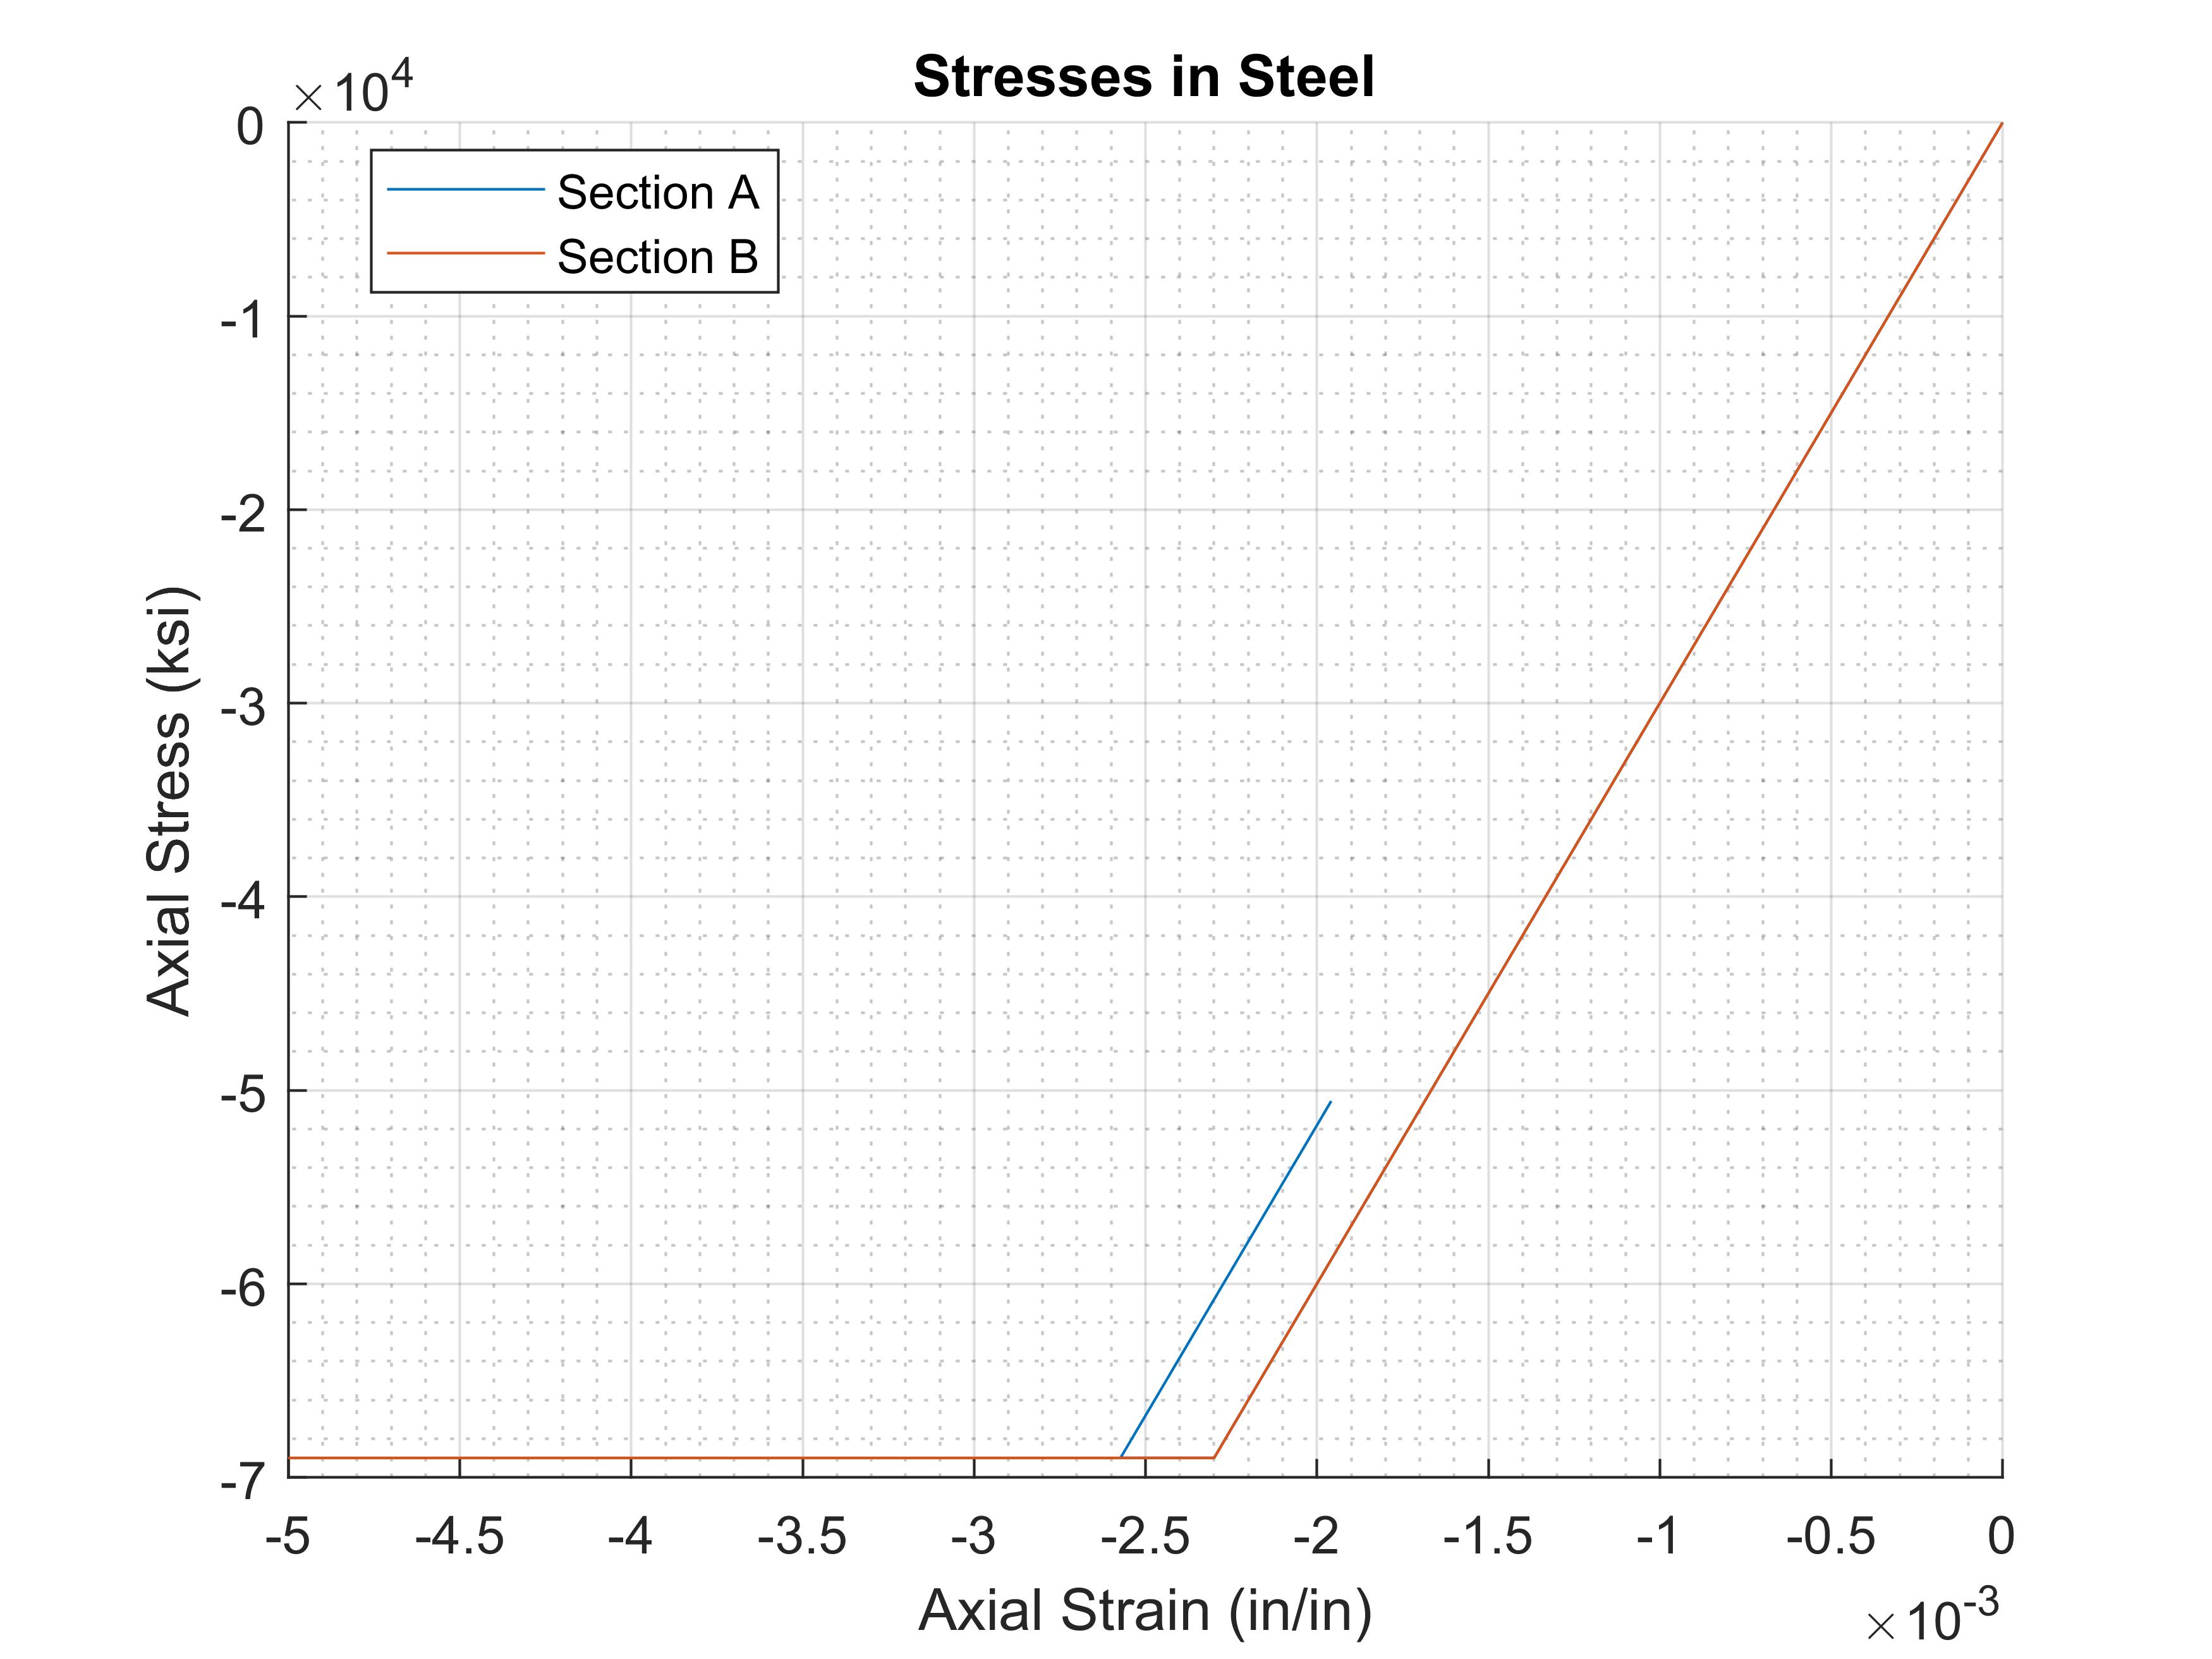 Stresses in Steel
×10⁴
0
-1
-2
-3
-4
-5
-6
-7
Axial Stress (ksi)
Section A
Section B
-5 -4.5 -4 -3.5 -3 -2.5 -2 -1.5 -1 -0.5 0
Axial Strain (in/in)
×10⁻³